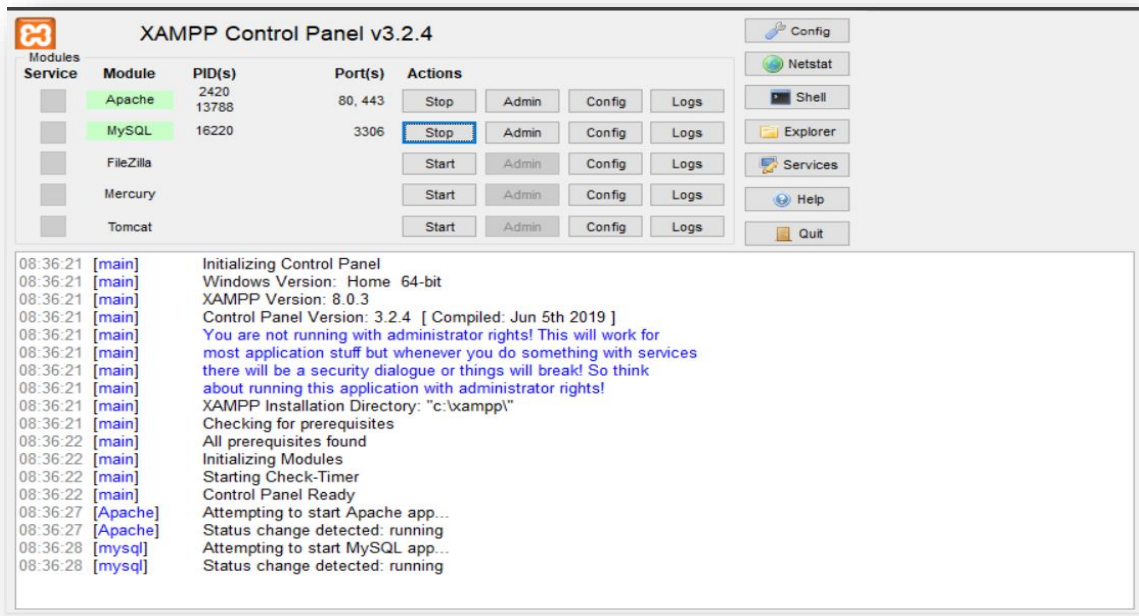 XAMPP Control Panel v3.2.4
Config
Modules
Service Module PID(s) Port(s) Actions
Netstat
Apache 2420 13788 80, 443 Stop Admin Config Logs
Shell
MySQL 16220 3306 Stop Admin Config Logs
Explorer
FileZilla Start Admin Config Logs
Services
Mercury Start Admin Config Logs
Help
Tomcat Start Admin Config Logs
Quit
08:36:21 [main] Initializing Control Panel
08:36:21 [main] Windows Version: Home 64-bit
08:36:21 [main] XAMPP Version: 8.0.3
08:36:21 [main] Control Panel Version: 3.2.4 [ Compiled: Jun 5th 2019 ]
08:36:21 [main] You are not running with administrator rights! This will work for
08:36:21 [main] most application stuff but whenever you do something with services
08:36:21 [main] there will be a security dialogue or things will break! So think
08:36:21 [main] about running this application with administrator rights!
08:36:21 [main] XAMPP Installation Directory: "c:\xampp\"
08:36:21 [main] Checking for prerequisites
08:36:22 [main] All prerequisites found
08:36:22 [main] Initializing Modules
08:36:22 [main] Starting Check-Timer
08:36:22 [main] Control Panel Ready
08:36:27 [Apache] Attempting to start Apache app...
08:36:27 [Apache] Status change detected: running
08:36:28 [mysql] Attempting to start MySQL app...
08:36:28 [mysql] Status change detected: running